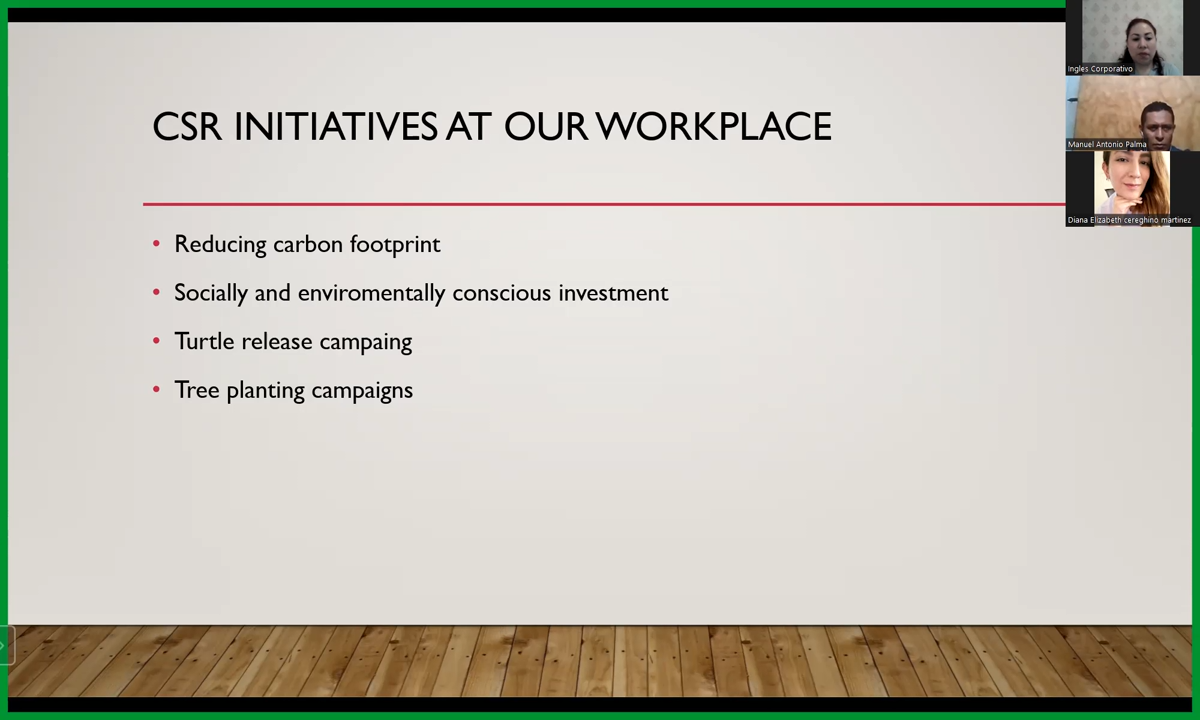 CSR INITIATIVES AT OUR WORKPLACE
• Reducing carbon footprint
• Socially and enviromentally conscious investment
• Turtle release campaing
• Tree planting campaigns
Ingles Corporativo
Manuel Antonio Palma
Diana Elizabeth cereghino martinez